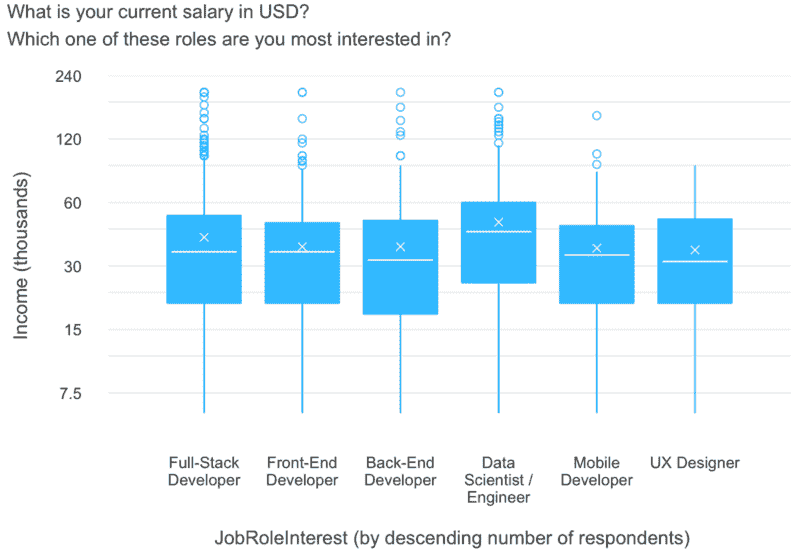 What is your current salary in USD?
Which one of these roles are you most interested in?
240
120
60
30
15
7.5
Income (thousands)
Full-Stack
Developer
Front-End
Developer
Back-End
Developer
Data
Scientist /
Engineer
Mobile
Developer
UX Designer
JobRoleInterest (by descending number of respondents)